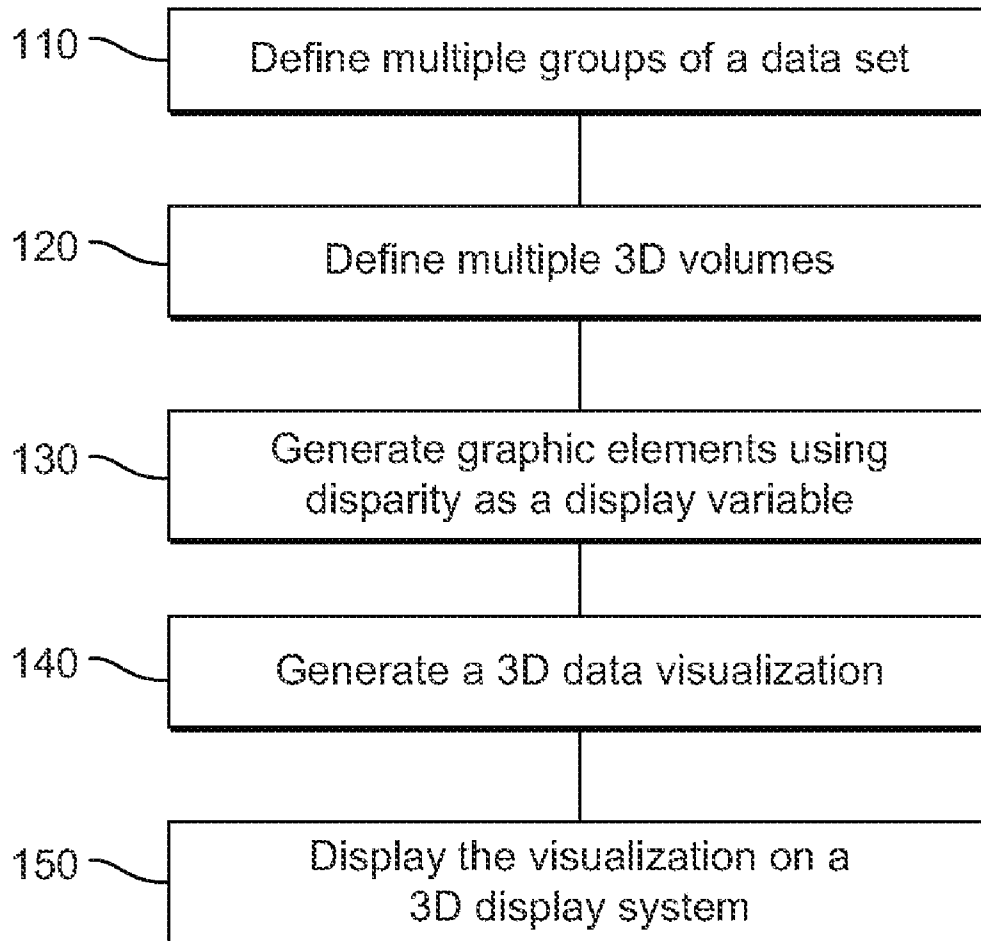 110
Define multiple groups of a data set
120
Define multiple 3D volumes
130
Generate graphic elements using
disparity as a display variable
140
Generate a 3D data visualization
150
Display the visualization on a
3D display system